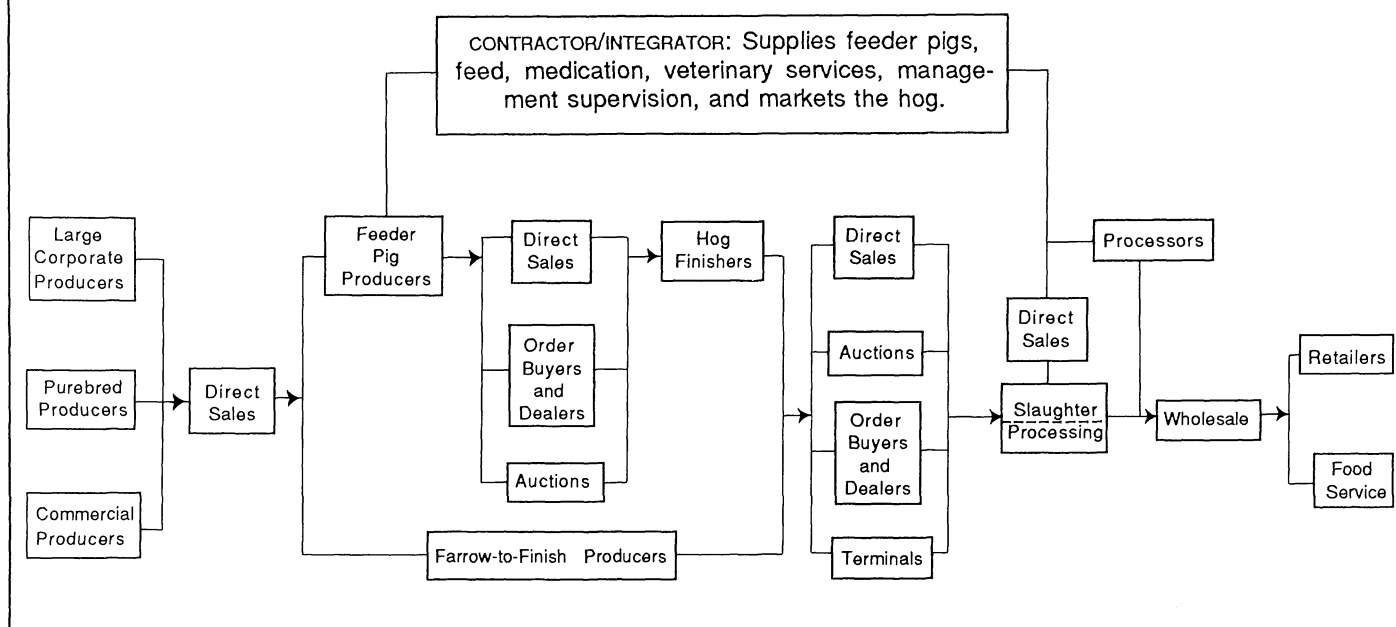 CONTRACTOR/INTEGRATOR: Supplies feeder pigs,
feed, medication, veterinary services, manage-
ment supervision, and markets the hog.
Large
Corporate
Producers
Purebred
Producers
Commercial
Producers
Direct
Sales
Feeder
Pig
Producers
Direct
Sales
Order
Buyers
and
Dealers
Auctions
Hog
Finishers
Farrow-to-Finish Producers
Direct
Sales
Auctions
Order
Buyers
and
Dealers
Terminals
Processors
Direct
Sales
Slaughter
Processing
Wholesale
Retailers
Food
Service